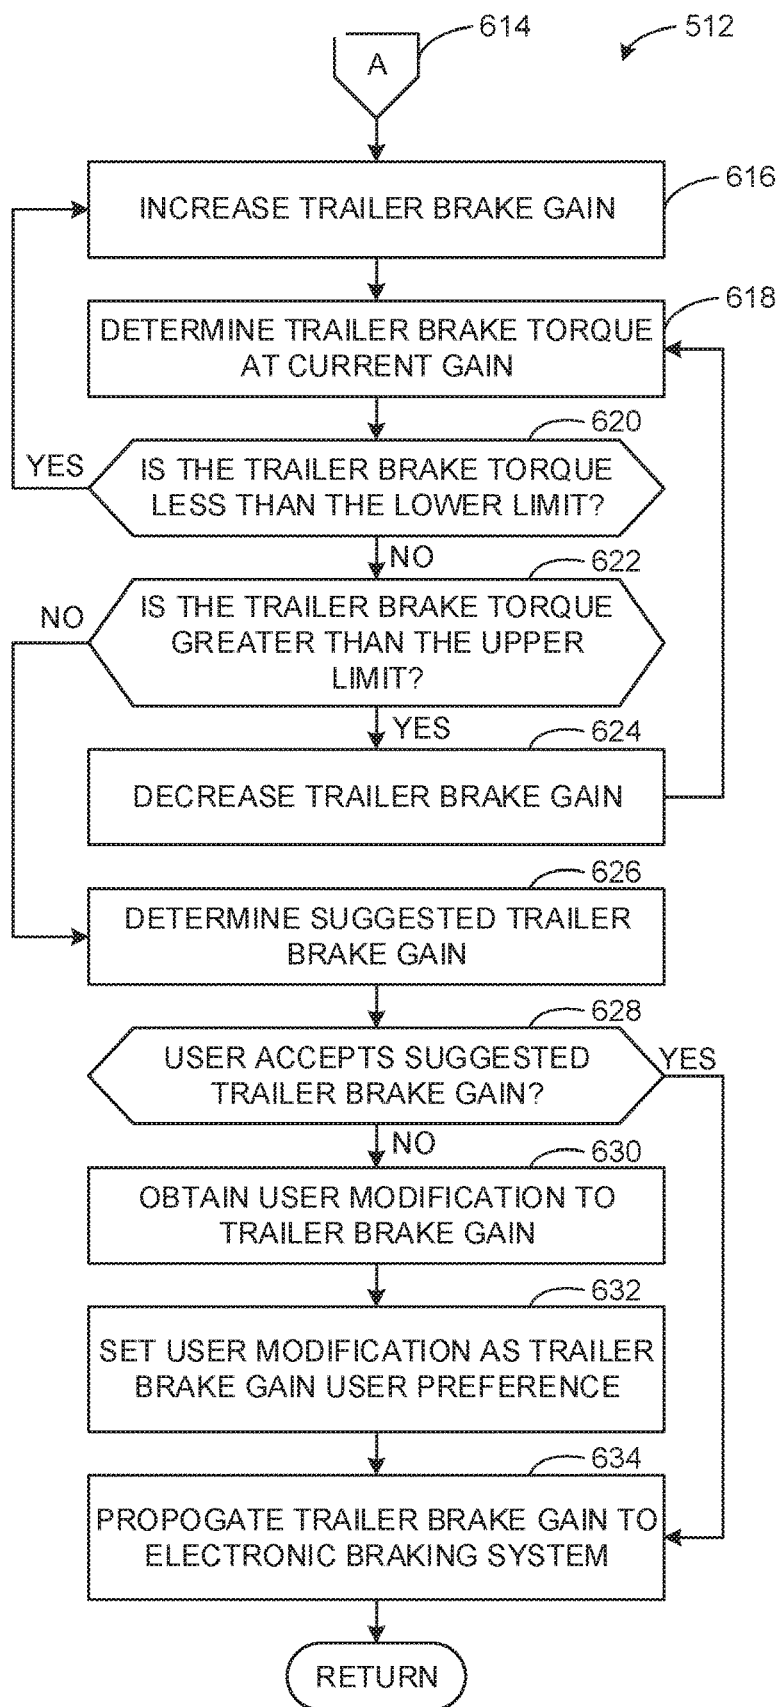 614
512
A
616
INCREASE TRAILER BRAKE GAIN
618
DETERMINE TRAILER BRAKE TORQUE
AT CURRENT GAIN
620
YES
IS THE TRAILER BRAKE TORQUE
LESS THAN THE LOWER LIMIT?
NO
622
NO
IS THE TRAILER BRAKE TORQUE
GREATER THAN THE UPPER
LIMIT?
YES
624
DECREASE TRAILER BRAKE GAIN
626
DETERMINE SUGGESTED TRAILER
BRAKE GAIN
628
USER ACCEPTS SUGGESTED
TRAILER BRAKE GAIN?
YES
NO
630
OBTAIN USER MODIFICATION TO
TRAILER BRAKE GAIN
632
SET USER MODIFICATION AS TRAILER
BRAKE GAIN USER PREFERENCE
634
PROPOGATE TRAILER BRAKE GAIN TO
ELECTRONIC BRAKING SYSTEM
RETURN